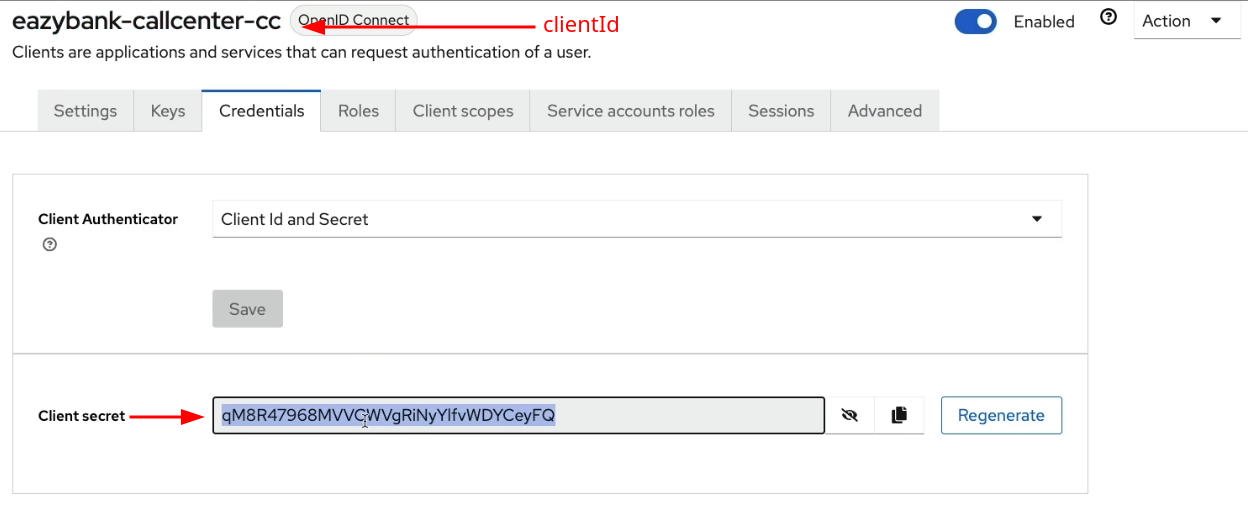 eazybank-callcenter-cc OpenID Connect clientId Enabled Action
Clients are applications and services that can request authentication of a user.
Settings Keys Credentials Roles Client scopes Service accounts roles Sessions Advanced
Client Authenticator Client Id and Secret
Save
Client secret qM8R47968MVVCWVgRiNyYlfvWDYCeyFQ Regenerate